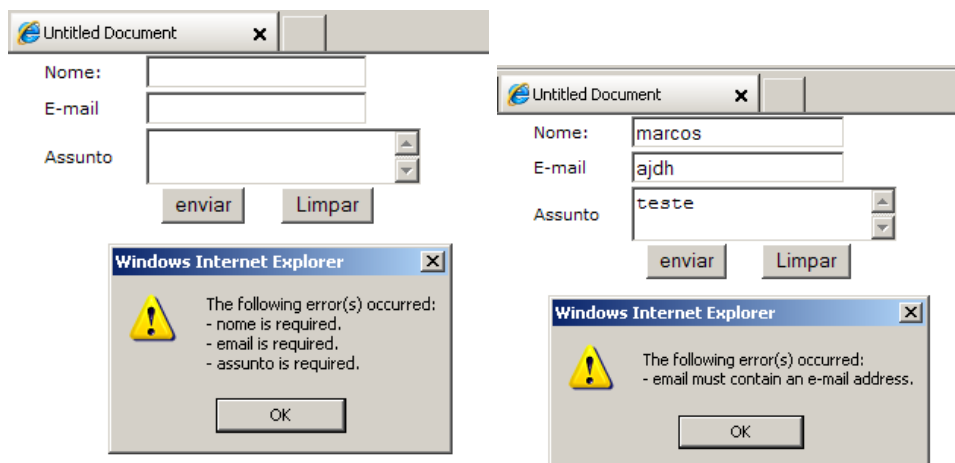 Untitled Document
Nome:
E-mail
Assunto
enviar Limpar
Windows Internet Explorer
The following error(s) occurred:
- nome is required.
- email is required.
- assunto is required.
OK
Untitled Document
Nome: marcos
E-mail ajdh
Assunto teste
enviar Limpar
Windows Internet Explorer
The following error(s) occurred:
- email must contain an e-mail address.
OK